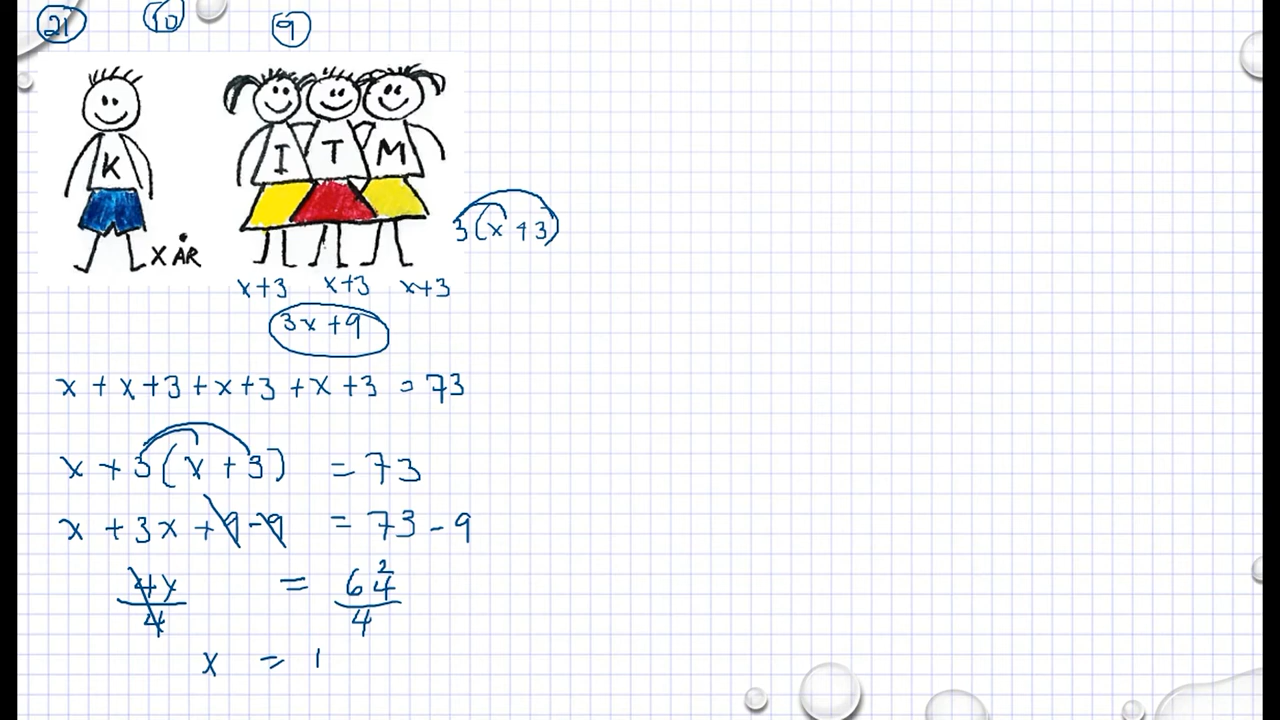 21 10 9
K I T M
3(x+3)
X ÅR
x+3 x+3 x+3
3x+9
x+x+3+x+3+x+3=73
x+3(x+3) =73
x+3x+9-9 =73-9
4x/4 = 64/4
x = 1